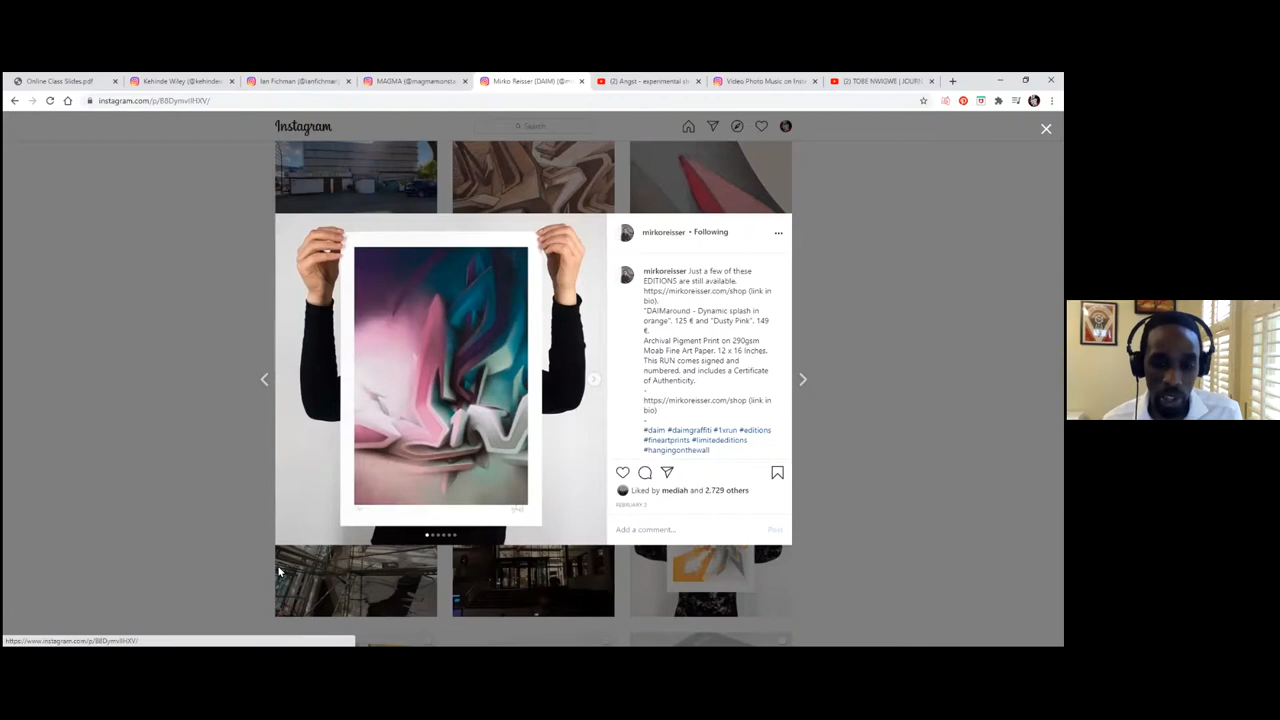 Online Class Slides.pdf
Kehinde Wiley (@kehinde
Ian Fichman (@ianfichman
MAGMA (@magmamonst
Mirko Reisser (DAIM) (@m
(2) Angst - experimental sh
Video Photo Music on Inst
(2) TOBE NWIGWE | JOURN
instagram.com/p/B8DymvIIHXV/
Instagram
Search
mirkoreisser • Following
mirkoreisser Just a few of these
EDITIONS are still available.
https://mirkoreisser.com/shop (link in
bio).
"DAIMaround - Dynamic splash in
orange". 125 € and "Dusty Pink". 149
€.
Archival Pigment Print on 290gsm
Moab Fine Art Paper. 12 x 16 Inches.
This RUN comes signed and
numbered. and includes a Certificate
of Authenticity.
-
https://mirkoreisser.com/shop (link in
bio)
-
#daim #daimgraffiti #1xrun #editions
#fineartprints #limitededitions
#hangingonthewall
Liked by mediah and 2,729 others
FEBRUARY 2
Add a comment...
Post
https://www.instagram.com/p/B8DymvIIHXV/